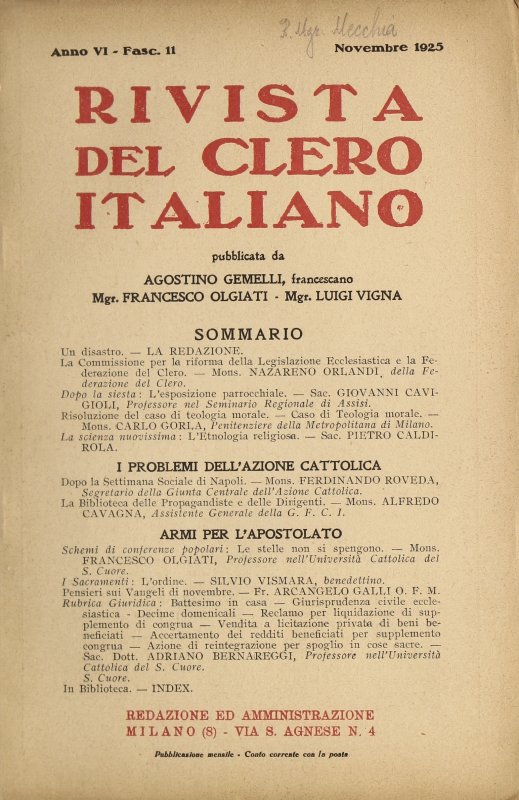 P. Mgr. Mecchia
Anno VI - Fasc. 11 Novembre 1925
RIVISTA
DEL CLERO
ITALIANO
pubblicata da
AGOSTINO GEMELLI, francescano
Mgr. FRANCESCO OLGIATI - Mgr. LUIGI VIGNA
SOMMARIO
Un disastro. — LA REDAZIONE.
La Commissione per la riforma della Legislazione Ecclesiastica e la Fe-
derazione del Clero. — Mons. NAZARENO ORLANDI, della Fe-
derazione del Clero.
Dopo la siesta: L'esposizione parrocchiale. — Sac. GIOVANNI CAVI-
GIOLI, Professore nel Seminario Regionale di Assisi.
Risoluzione del caso di teologia morale. — Caso di Teologia morale. —
Mons. CARLO GORLA, Penitenziere della Metropolitana di Milano.
La scienza nuovissima: L'Etnologia religiosa. — Sac. PIETRO CALDI-
ROLA.
I PROBLEMI DELL'AZIONE CATTOLICA
Dopo la Settimana Sociale di Napoli. — Mons. FERDINANDO ROVEDA,
Segretario della Giunta Centrale dell'Azione Cattolica.
La Biblioteca delle Propagandiste e delle Dirigenti. — Mons. ALFREDO
CAVAGNA, Assistente Generale della G. F. C. I.
ARMI PER L'APOSTOLATO
Schemi di conferenze popolari: Le stelle non si spengono. — Mons.
FRANCESCO OLGIATI, Professore nell'Università Cattolica del
S. Cuore.
I Sacramenti: L'ordine. — SILVIO VISMARA, benedettino.
Pensieri sui Vangeli di novembre. — Fr. ARCANGELO GALLI O. F. M.
Rubrica Giuridica: Battesimo in casa — Giurisprudenza civile eccle-
siastica - Decime domenicali — Reclamo per liquidazione di sup-
plemento di congrua — Vendita a licitazione privata di beni be-
neficiati — Accertamento dei redditi beneficiati per supplemento
congrua — Azione di reintegrazione per spoglio in cose sacre. —
Sac. Dott. ADRIANO BERNAREGGI, Professore nell'Università
Cattolica del S. Cuore.
S. Cuore.
In Biblioteca. — INDEX.
REDAZIONE ED AMMINISTRAZIONE
MILANO (8) - VIA S. AGNESE N. 4
Pubblicazione mensile - Conto corrente con la posta